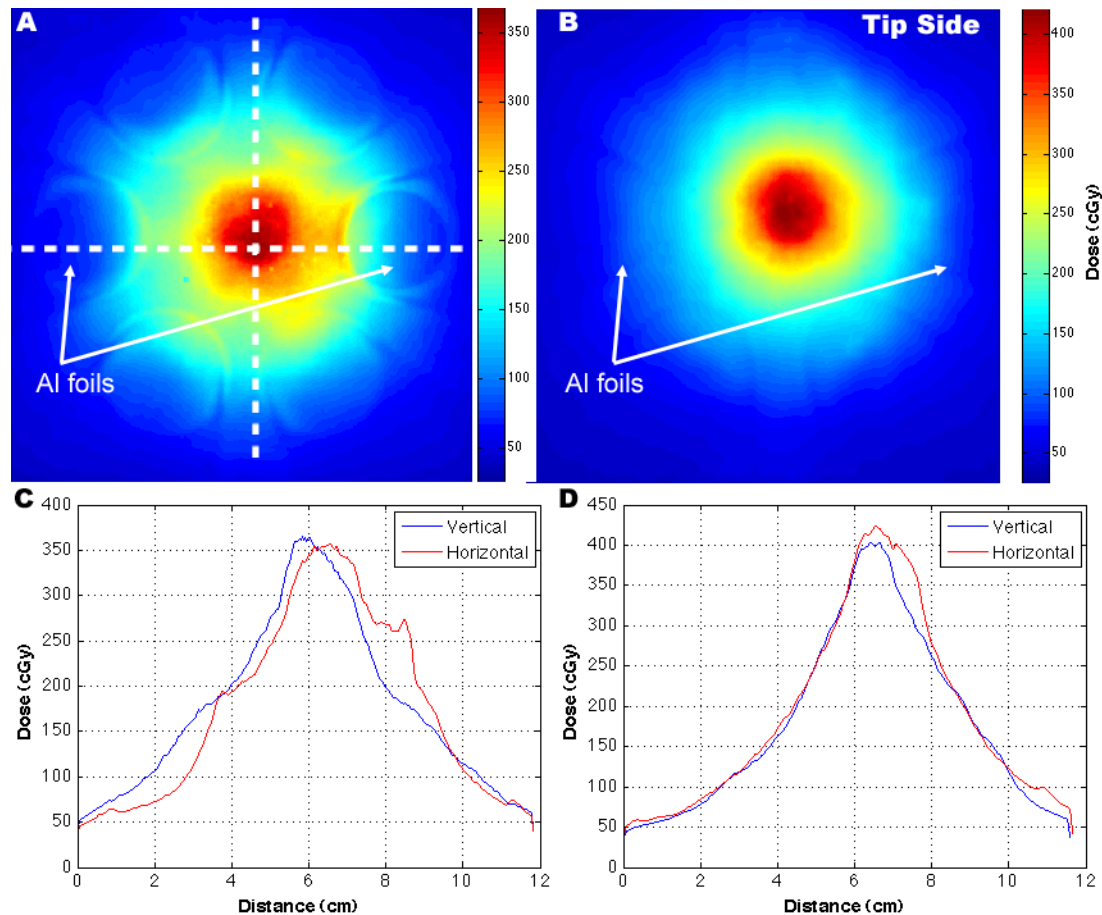 A
Al foils
350
300
250
200
150
100
50
B
Tip Side
Al foils
400
350
300
250
200
150
100
50
Dose (cGy)
C
400
350
300
250
200
150
100
50
0
Dose (cGy)
0 2 4 6 8 10 12
Distance (cm)
Vertical
Horizontal
D
450
400
350
300
250
200
150
100
50
0
Dose (cGy)
0 2 4 6 8 10 12
Distance (cm)
Vertical
Horizontal